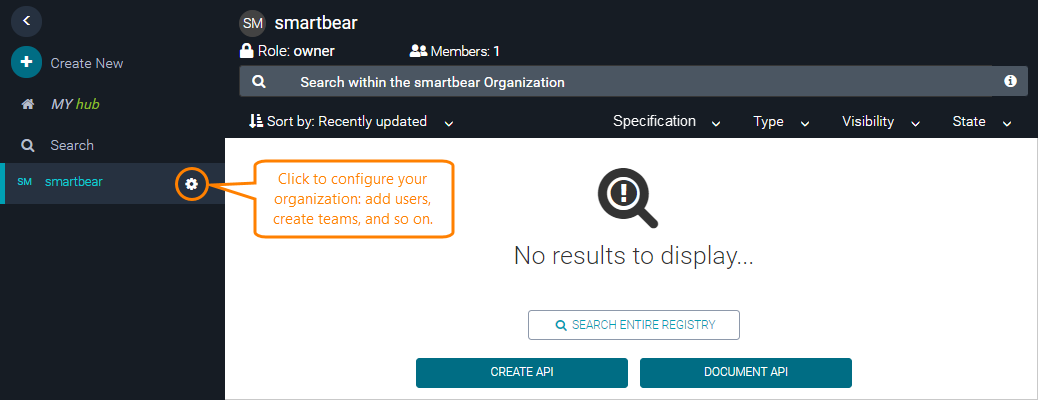 SM smartbear
Role: owner Members: 1
Search within the smartbear Organization
Sort by: Recently updated Specification Type Visibility State
Create New
MY hub
Search
SM smartbear
Click to configure your
organization: add users,
create teams, and so on.
No results to display...
SEARCH ENTIRE REGISTRY
CREATE API DOCUMENT API